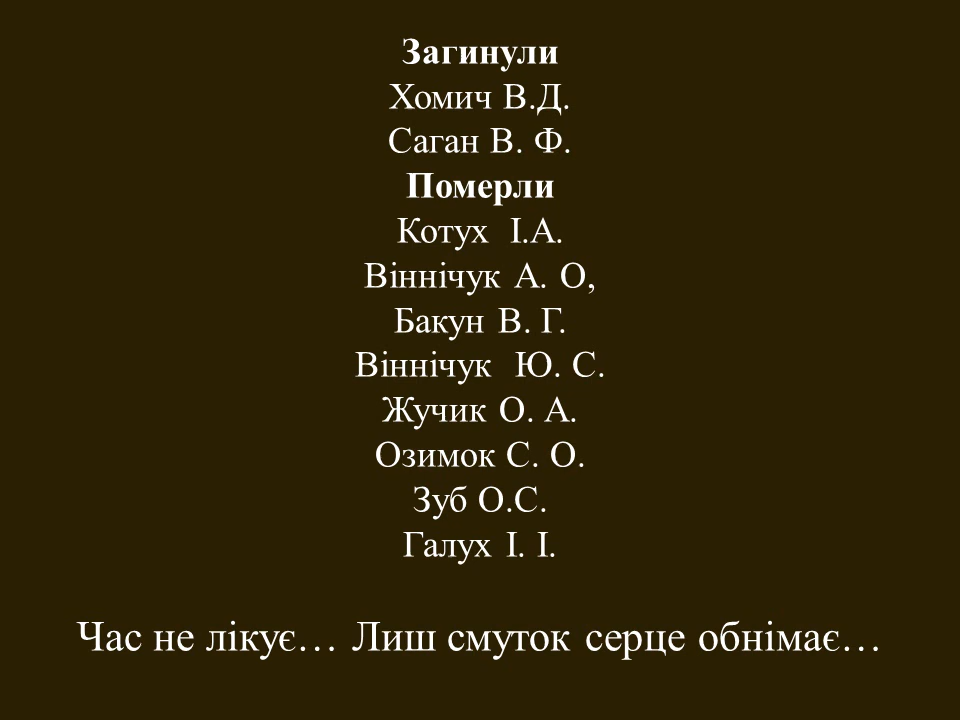 Загинули
Хомич В.Д.
Саган В. Ф.
Померли
Котух І.А.
Віннічук А. О,
Бакун В. Г.
Віннічук Ю. С.
Жучик О. А.
Озимок С. О.
Зуб О.С.
Галух І. І.
Час не лікує… Лиш смуток серце обнімає…